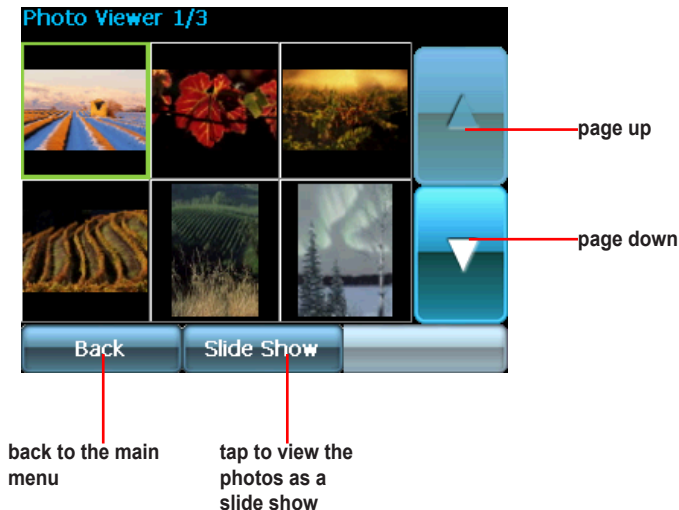 Photo Viewer 1/3
page up
page down
Back
Slide Show
back to the main
menu
tap to view the
photos as a
slide show